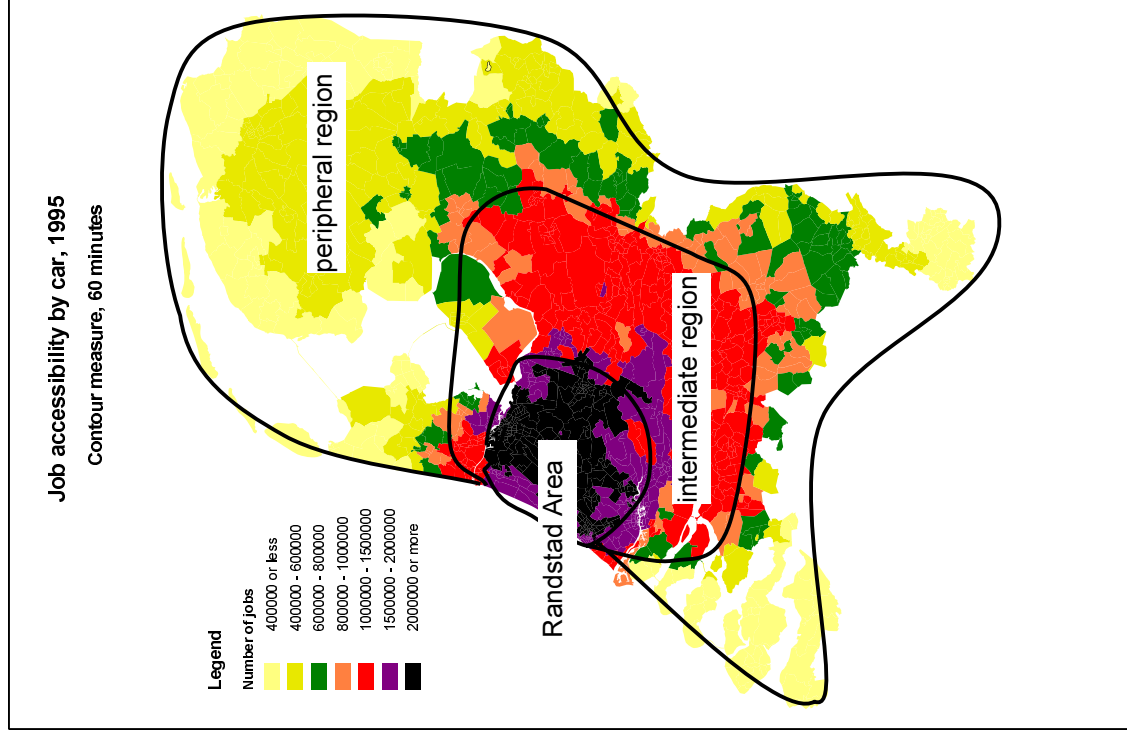 Job accessibility by car, 1995
Contour measure, 60 minutes
peripheral region
intermediate region
Randstad Area
Legend
Number of jobs
400000 or less
400000 - 600000
600000 - 800000
800000 - 1000000
1000000 - 1500000
1500000 - 2000000
2000000 or more